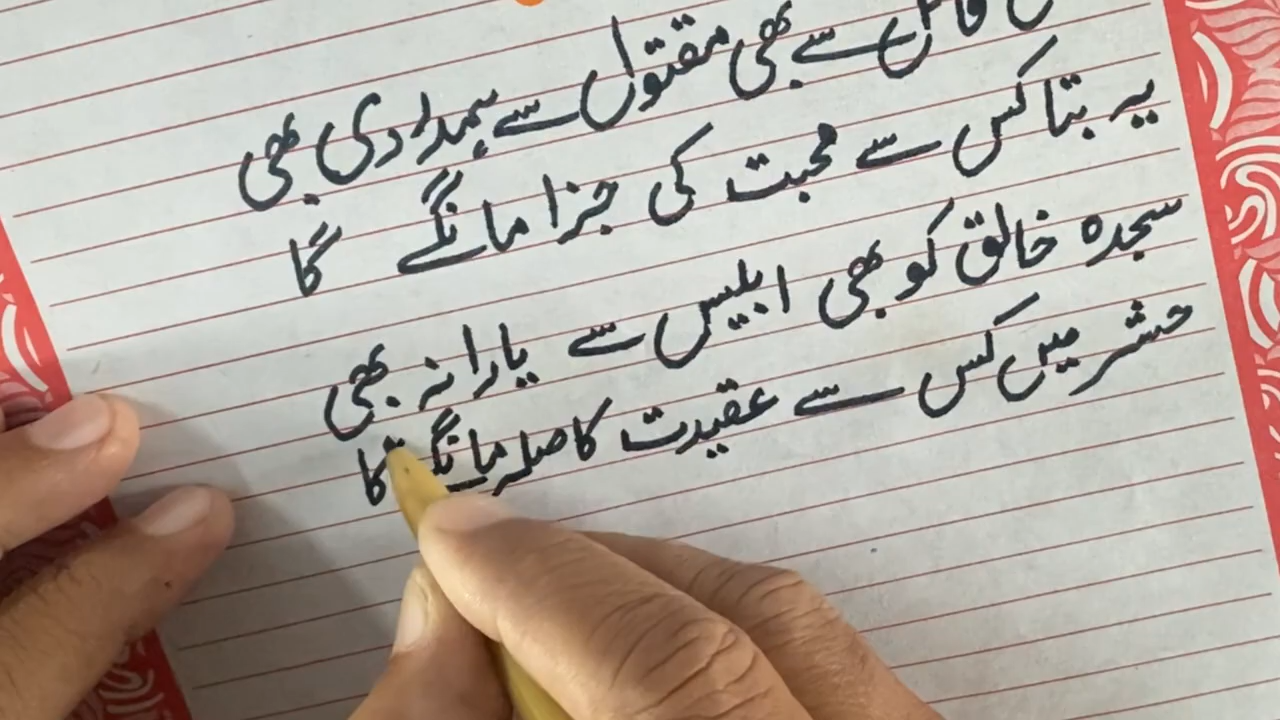 سے بھی مقتول سے ہمدردی بھی
یہ بتا کس سے محبت کی جزا مانگے گا
سجدہ خالق کو بھی ابلیس سے یارانہ بھی
حشر میں کس سے عقیدت کا صلہ مانگے گا